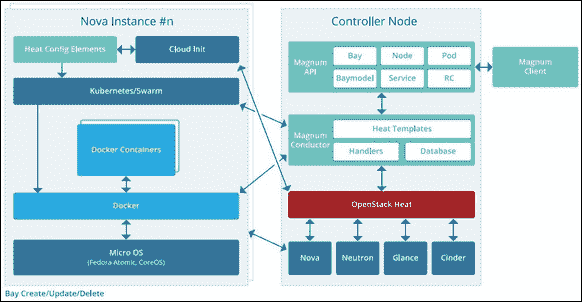 Nova Instance #n
Heat Config Elements
Cloud Init
Kubernetes/Swarm
Docker Containers
Docker
Micro OS
(Fedora Atomic, CoreOS)
Bay Create/Update/Delete
Controller Node
Magnum
API
Bay
Node
Pod
Baymodel
Service
RC
Magnum
Client
Magnum
Conductor
Heat Templates
Handlers
Database
OpenStack Heat
Nova
Neutron
Glance
Cinder